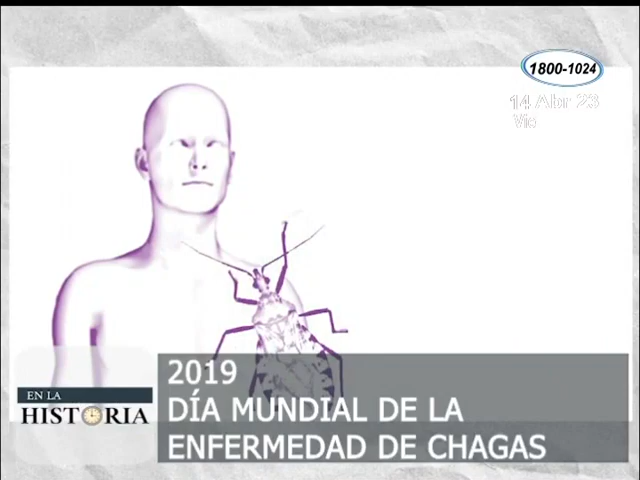 1800-1024
14 Abr 23
Vie
2019
DÍA MUNDIAL DE LA
ENFERMEDAD DE CHAGAS
EN LA
HISTORIA